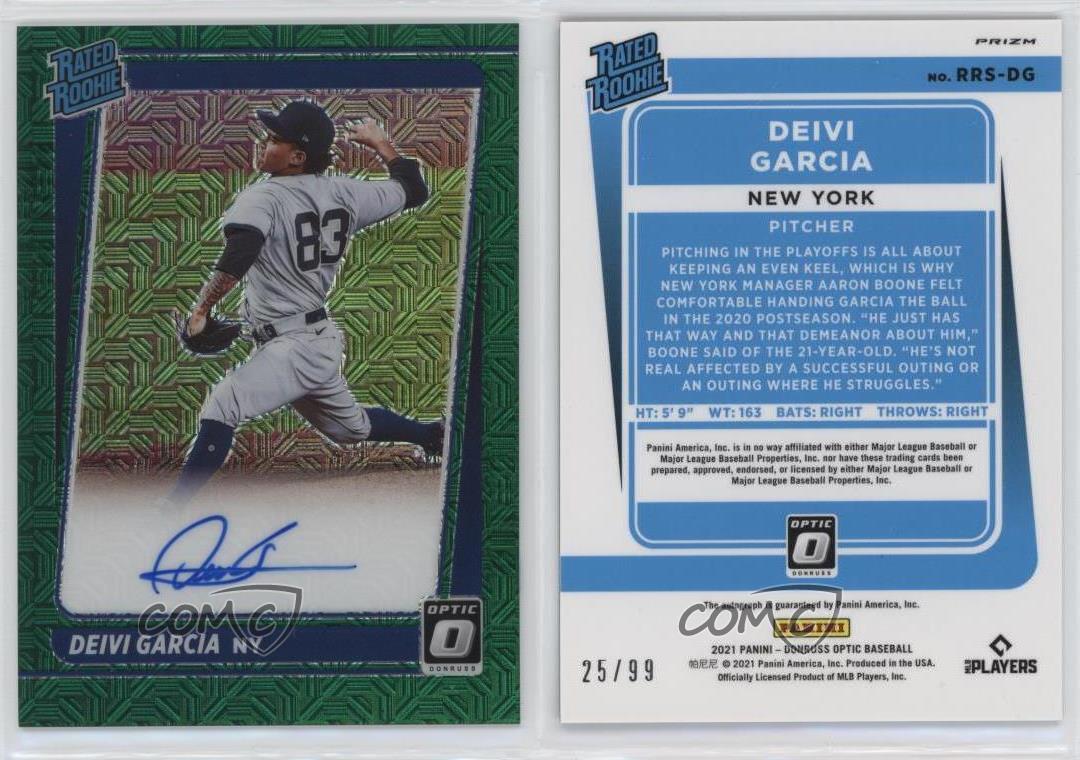 RATED
ROOKIE
83
Deivi G
COMC
DEIVI GARCIA NY
OPTIC
O
DONRUSS
RATED
ROOKIE
PRIZM
NO. RRS-DG
DEIVI
GARCIA
NEW YORK
PITCHER
PITCHING IN THE PLAYOFFS IS ALL ABOUT
KEEPING AN EVEN KEEL, WHICH IS WHY
NEW YORK MANAGER AARON BOONE FELT
COMFORTABLE HANDING GARCIA THE BALL
IN THE 2020 POSTSEASON. “HE JUST HAS
THAT WAY AND THAT DEMEANOR ABOUT HIM,”
BOONE SAID OF THE 21-YEAR-OLD. “HE’S NOT
REAL AFFECTED BY A SUCCESSFUL OUTING OR
AN OUTING WHERE HE STRUGGLES.”
HT: 5' 9" WT: 163 BATS: RIGHT THROWS: RIGHT
Panini America, Inc. is in no way affiliated with either Major League Baseball or
Major League Baseball Properties, Inc. nor have these trading cards been
prepared, approved, endorsed, or licensed by either Major League Baseball or
Major League Baseball Properties, Inc.
OPTIC
O
DONRUSS
The autograph is guaranteed by Panini America, Inc.
COMC
PANINI
2021 PANINI – DONRUSS OPTIC BASEBALL
帕尼尼 © 2021 Panini America, Inc. Produced in the USA.
Officially Licensed Product of MLB Players, Inc.
25/99
MLB PLAYERS